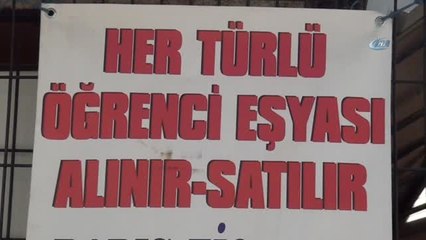 HER TÜRLÜ
ÖĞRENCİ EŞYASI
ALINIR-SATILIR